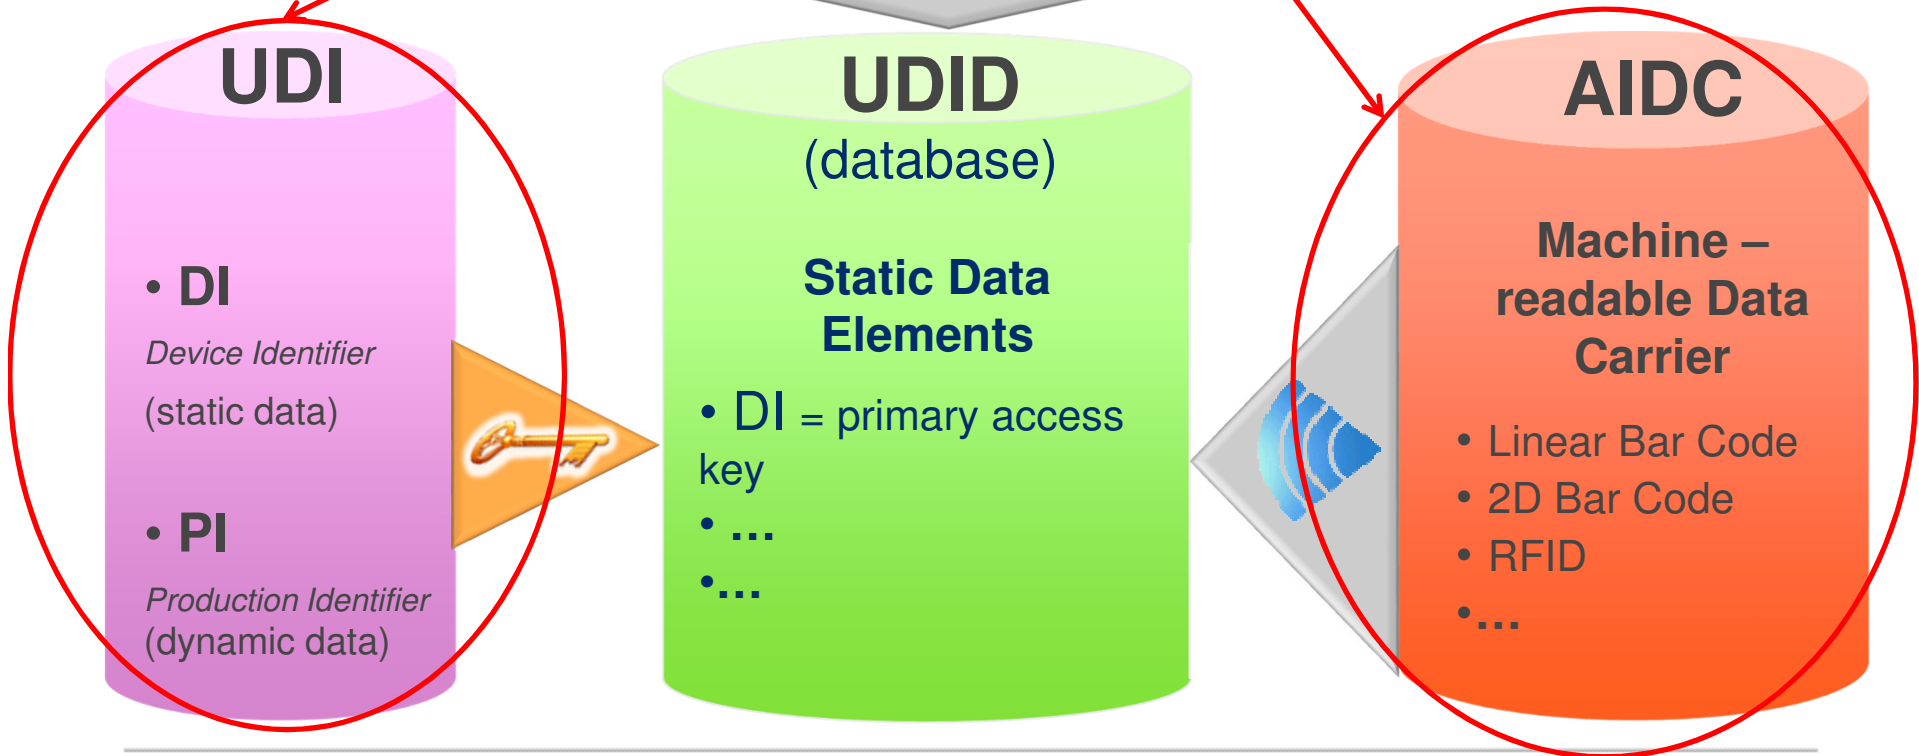 UDI
• DI
Device Identifier
(static data)
• PI
Production Identifier
(dynamic data)
UDID
(database)
Static Data
Elements
• DI = primary access
key
• ...
•...
AIDC
Machine –
readable Data
Carrier
• Linear Bar Code
• 2D Bar Code
• RFID
•...